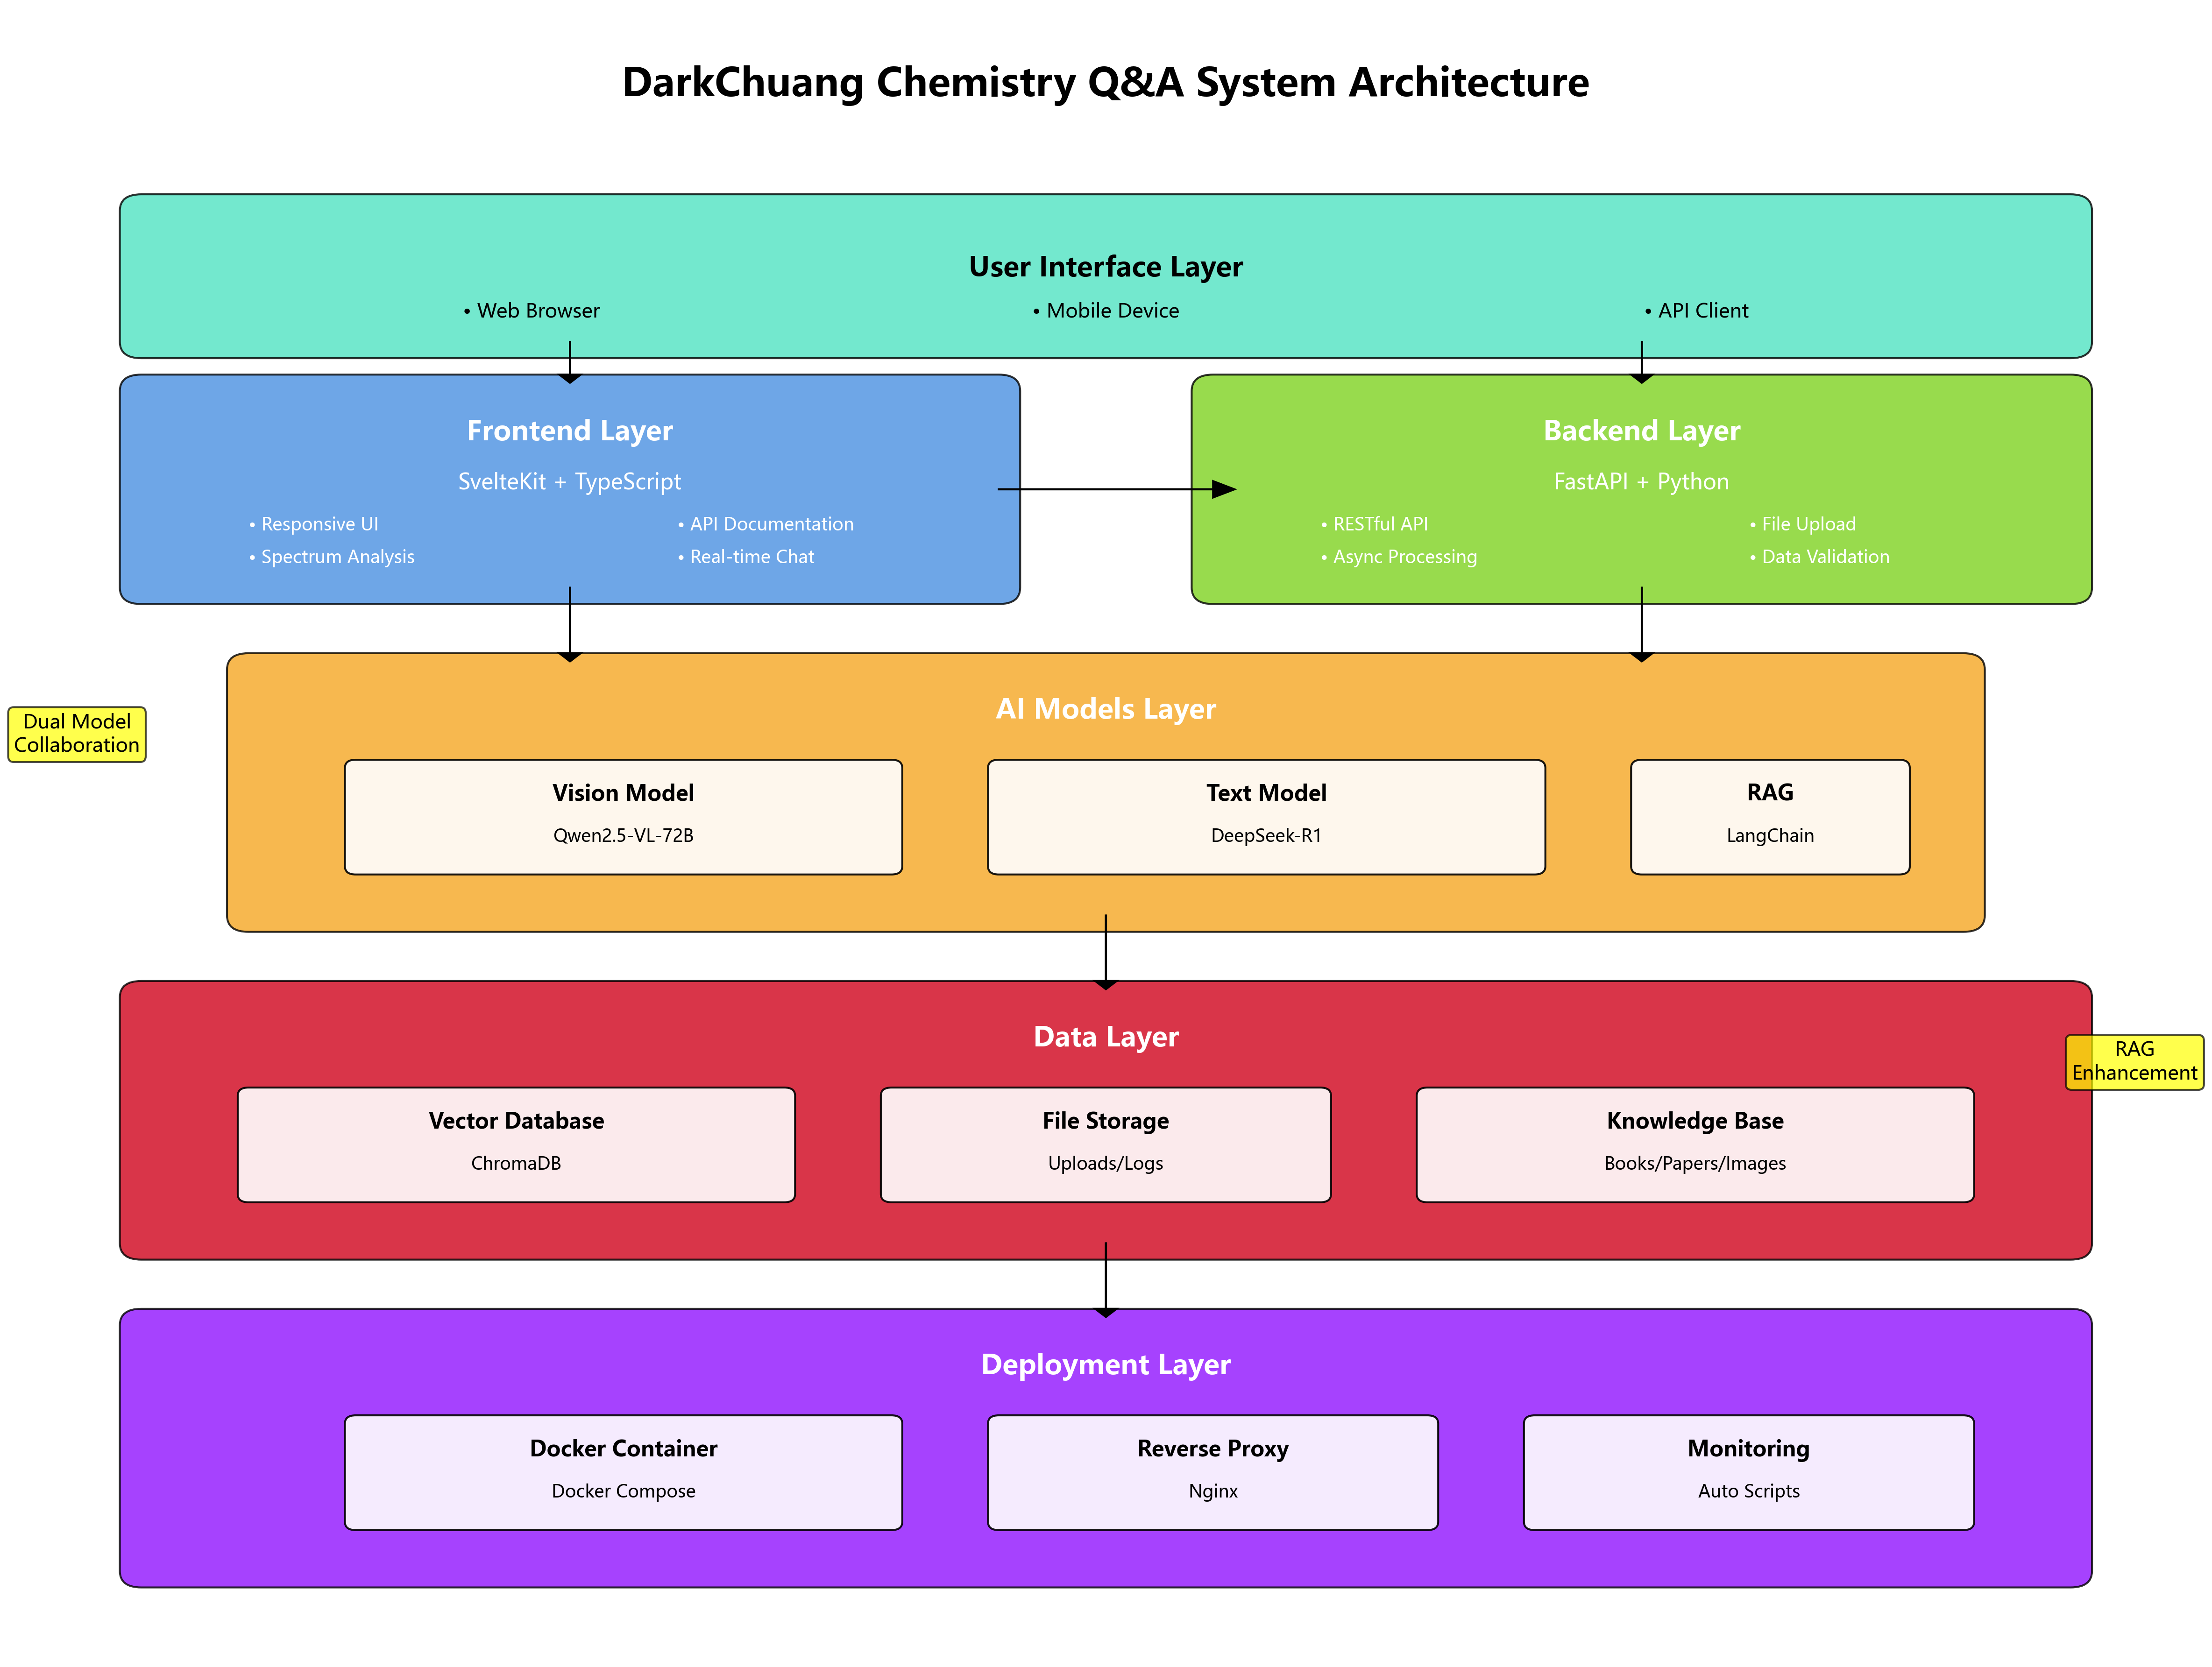 DarkChuang Chemistry Q&A System Architecture
User Interface Layer
• Web Browser
• Mobile Device
• API Client
Frontend Layer
SvelteKit + TypeScript
• Responsive UI
• API Documentation
• Spectrum Analysis
• Real-time Chat
Backend Layer
FastAPI + Python
• RESTful API
• File Upload
• Async Processing
• Data Validation
Dual Model
Collaboration
AI Models Layer
Vision Model
Qwen2.5-VL-72B
Text Model
DeepSeek-R1
RAG
LangChain
Data Layer
RAG
Enhancement
Vector Database
ChromaDB
File Storage
Uploads/Logs
Knowledge Base
Books/Papers/Images
Deployment Layer
Docker Container
Docker Compose
Reverse Proxy
Nginx
Monitoring
Auto Scripts